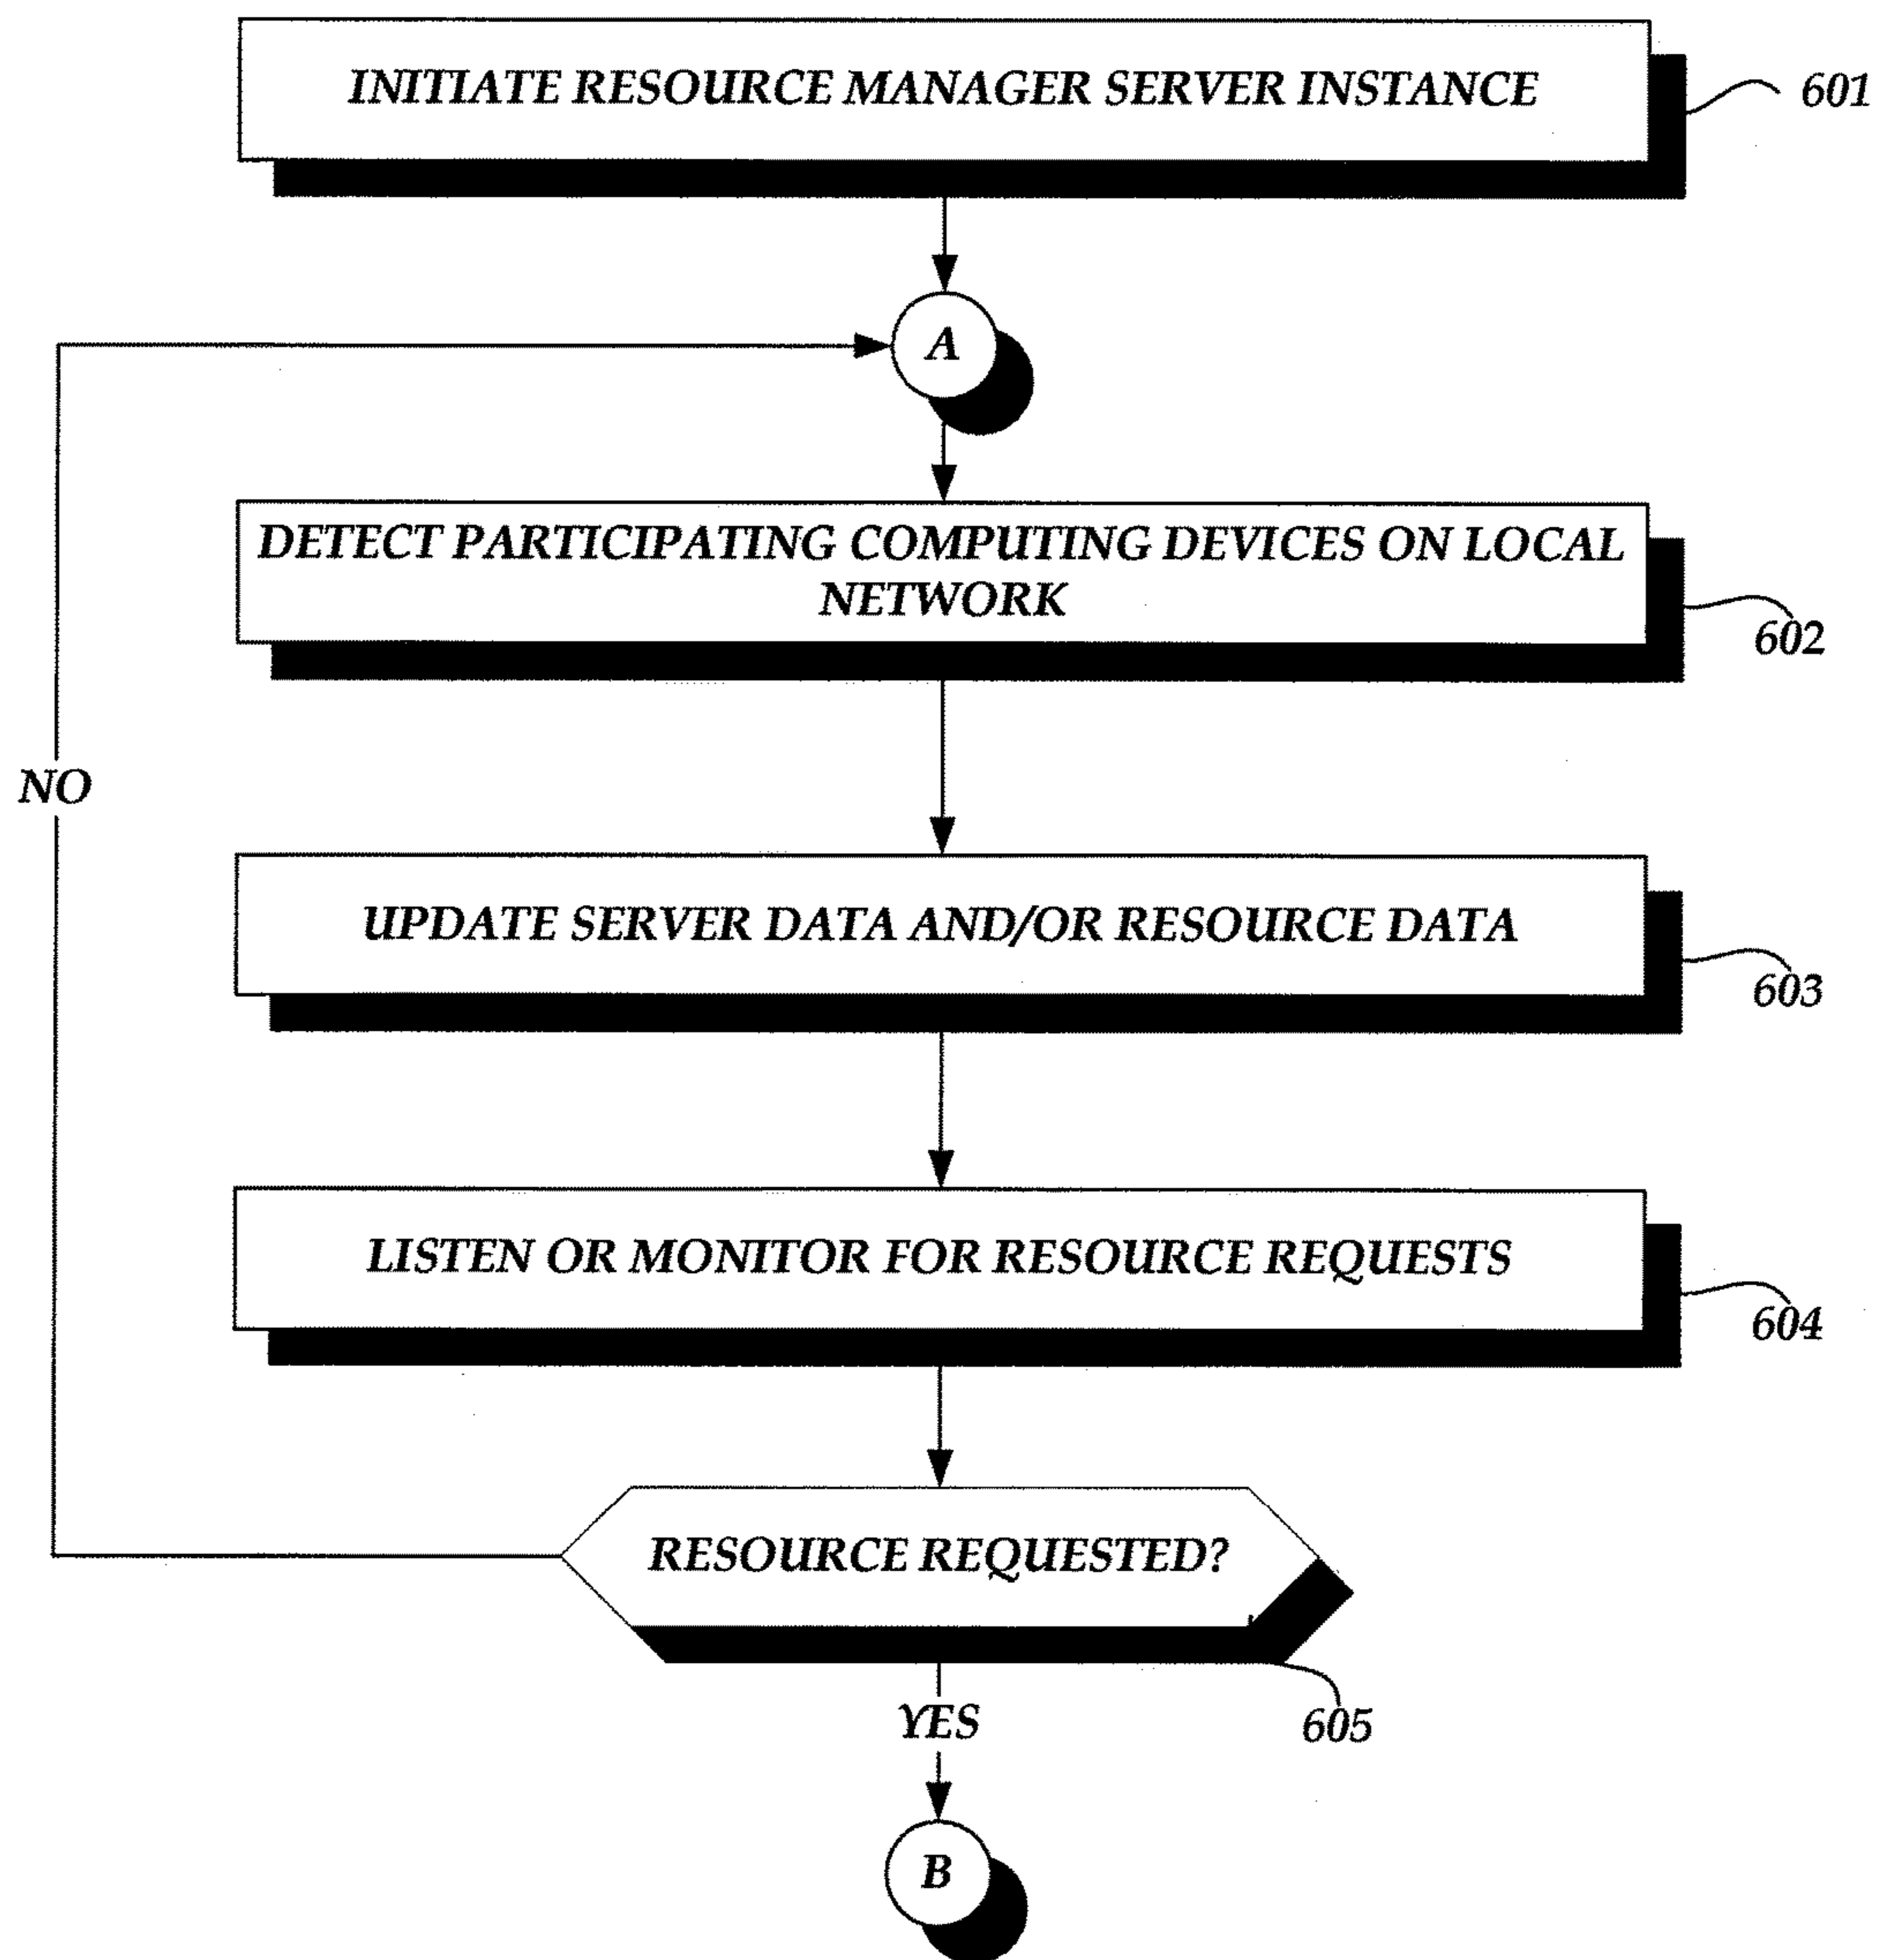 INITIATE RESOURCE MANAGER SERVER INSTANCE
601
A
DETECT PARTICIPATING COMPUTING DEVICES ON LOCAL
NETWORK
602
NO
UPDATE SERVER DATA AND/OR RESOURCE DATA
603
LISTEN OR MONITOR FOR RESOURCE REQUESTS
604
RESOURCE REQUESTED?
YES
605
B